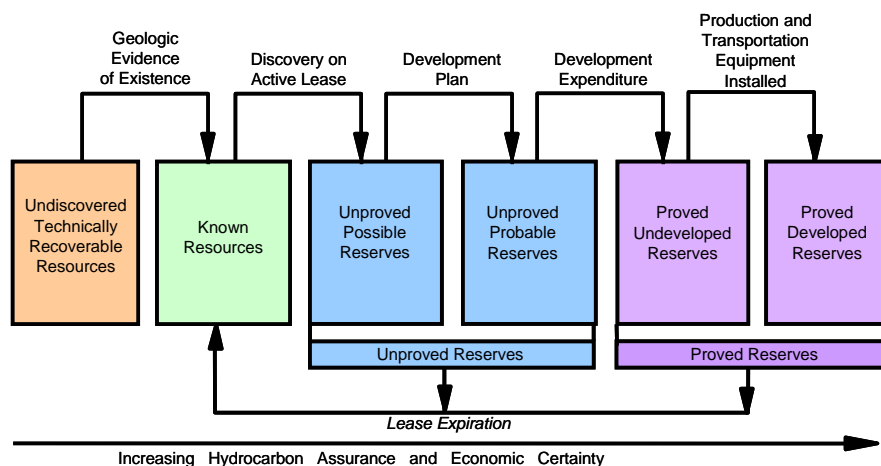 Geologic
Evidence
of Existence
Discovery on
Active Lease
Development
Plan
Development
Expenditure
Production and
Transportation
Equipment
Installed
Undiscovered
Technically
Recoverable
Resources
Known
Resources
Unproved
Possible
Reserves
Unproved
Probable
Reserves
Proved
Undeveloped
Reserves
Proved
Developed
Reserves
Unproved Reserves
Proved Reserves
Lease Expiration
Increasing Hydrocarbon Assurance and Economic Certainty